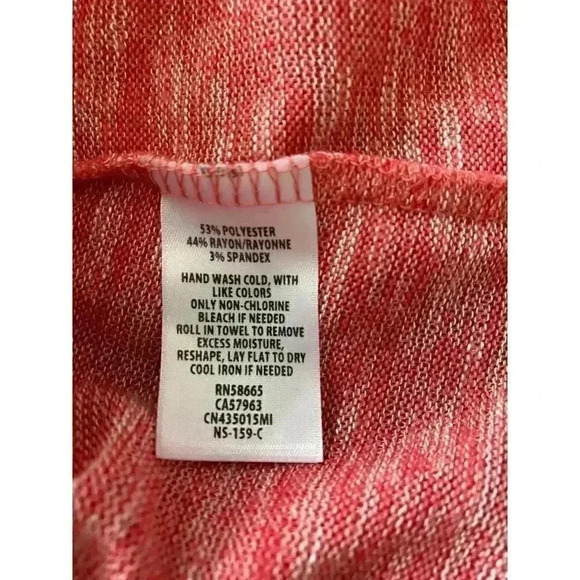 53% POLYESTER
44% RAYON/RAYONNE
3% SPANDEX
HAND WASH COLD, WITH
LIKE COLORS
ONLY NON-CHLORINE
BLEACH IF NEEDED
ROLL IN TOWEL TO REMOVE
EXCESS MOISTURE,
RESHAPE, LAY FLAT TO DRY
COOL IRON IF NEEDED
RN58665
CA57963
CN435015MI
NS-159-C